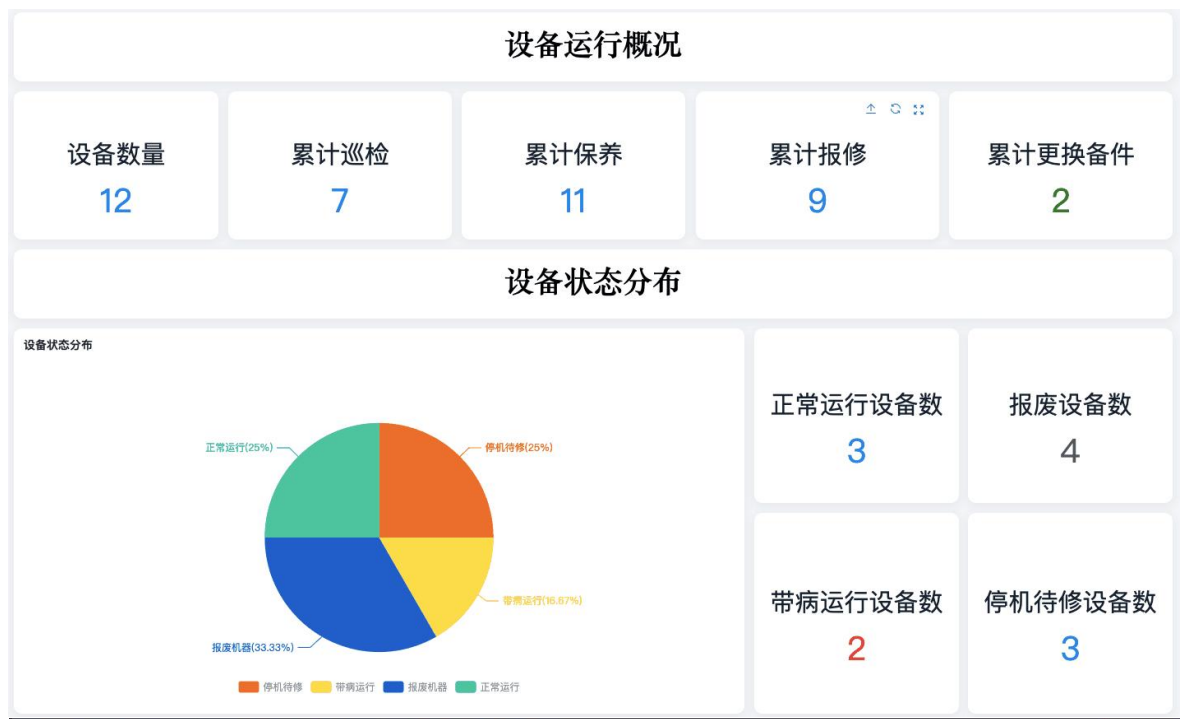 设备运行概况
设备数量
12
累计巡检
7
累计保养
11
累计报修
9
累计更换备件
2
设备状态分布
设备状态分布
正常运行(25%)
停机待修(25%)
带病运行(16.67%)
报废机器(33.33%)
停机待修 带病运行 报废机器 正常运行
正常运行设备数
3
报废设备数
4
带病运行设备数
2
停机待修设备数
3